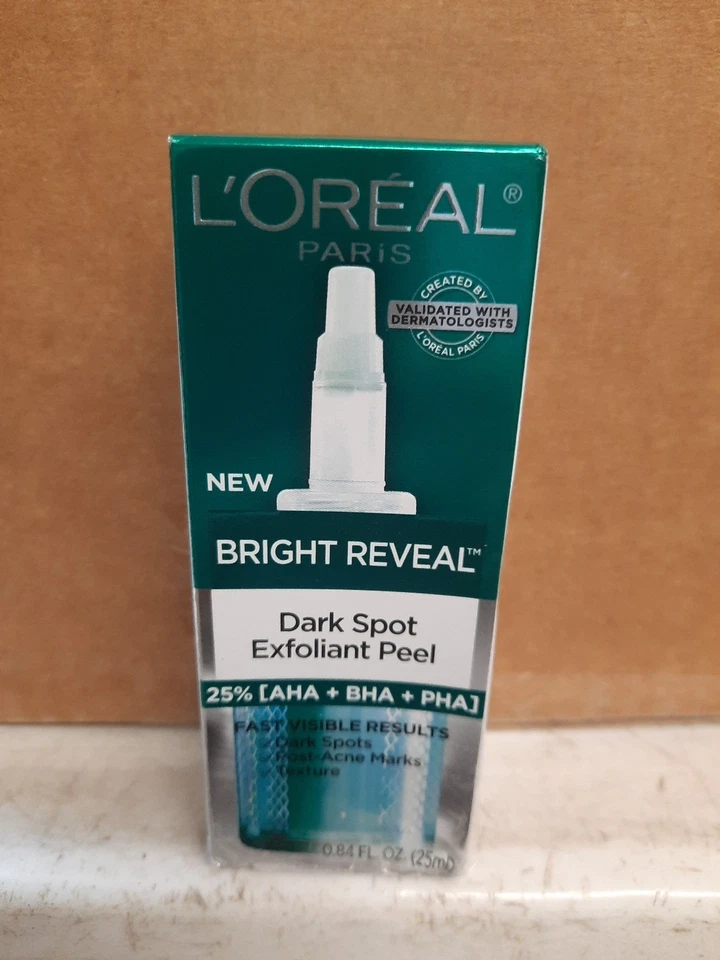 L'ORÉAL®
PARiS
CREATED BY
VALIDATED WITH
DERMATOLOGISTS
L'ORÉAL PARIS
NEW
BRIGHT REVEAL™
Dark Spot
Exfoliant Peel
25% [AHA + BHA + PHA]
FAST VISIBLE RESULTS
Dark Spots
Post-Acne Marks
Texture
0.84 FL. OZ. (25ml)